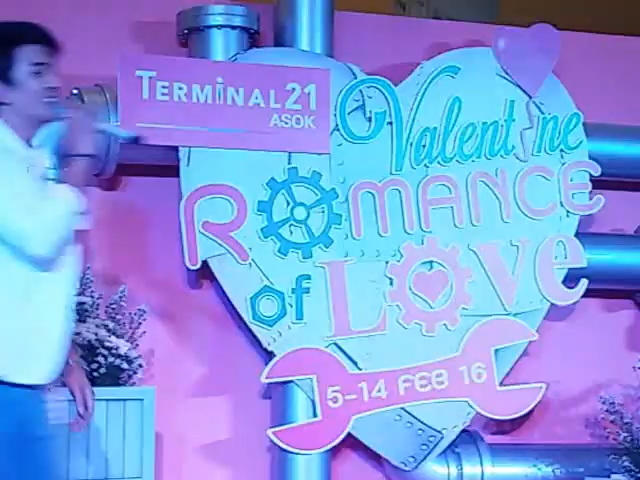 TERMINAL21
ASOK
Valentine
ROMANCE
of LOVE
5-14 FEB 16